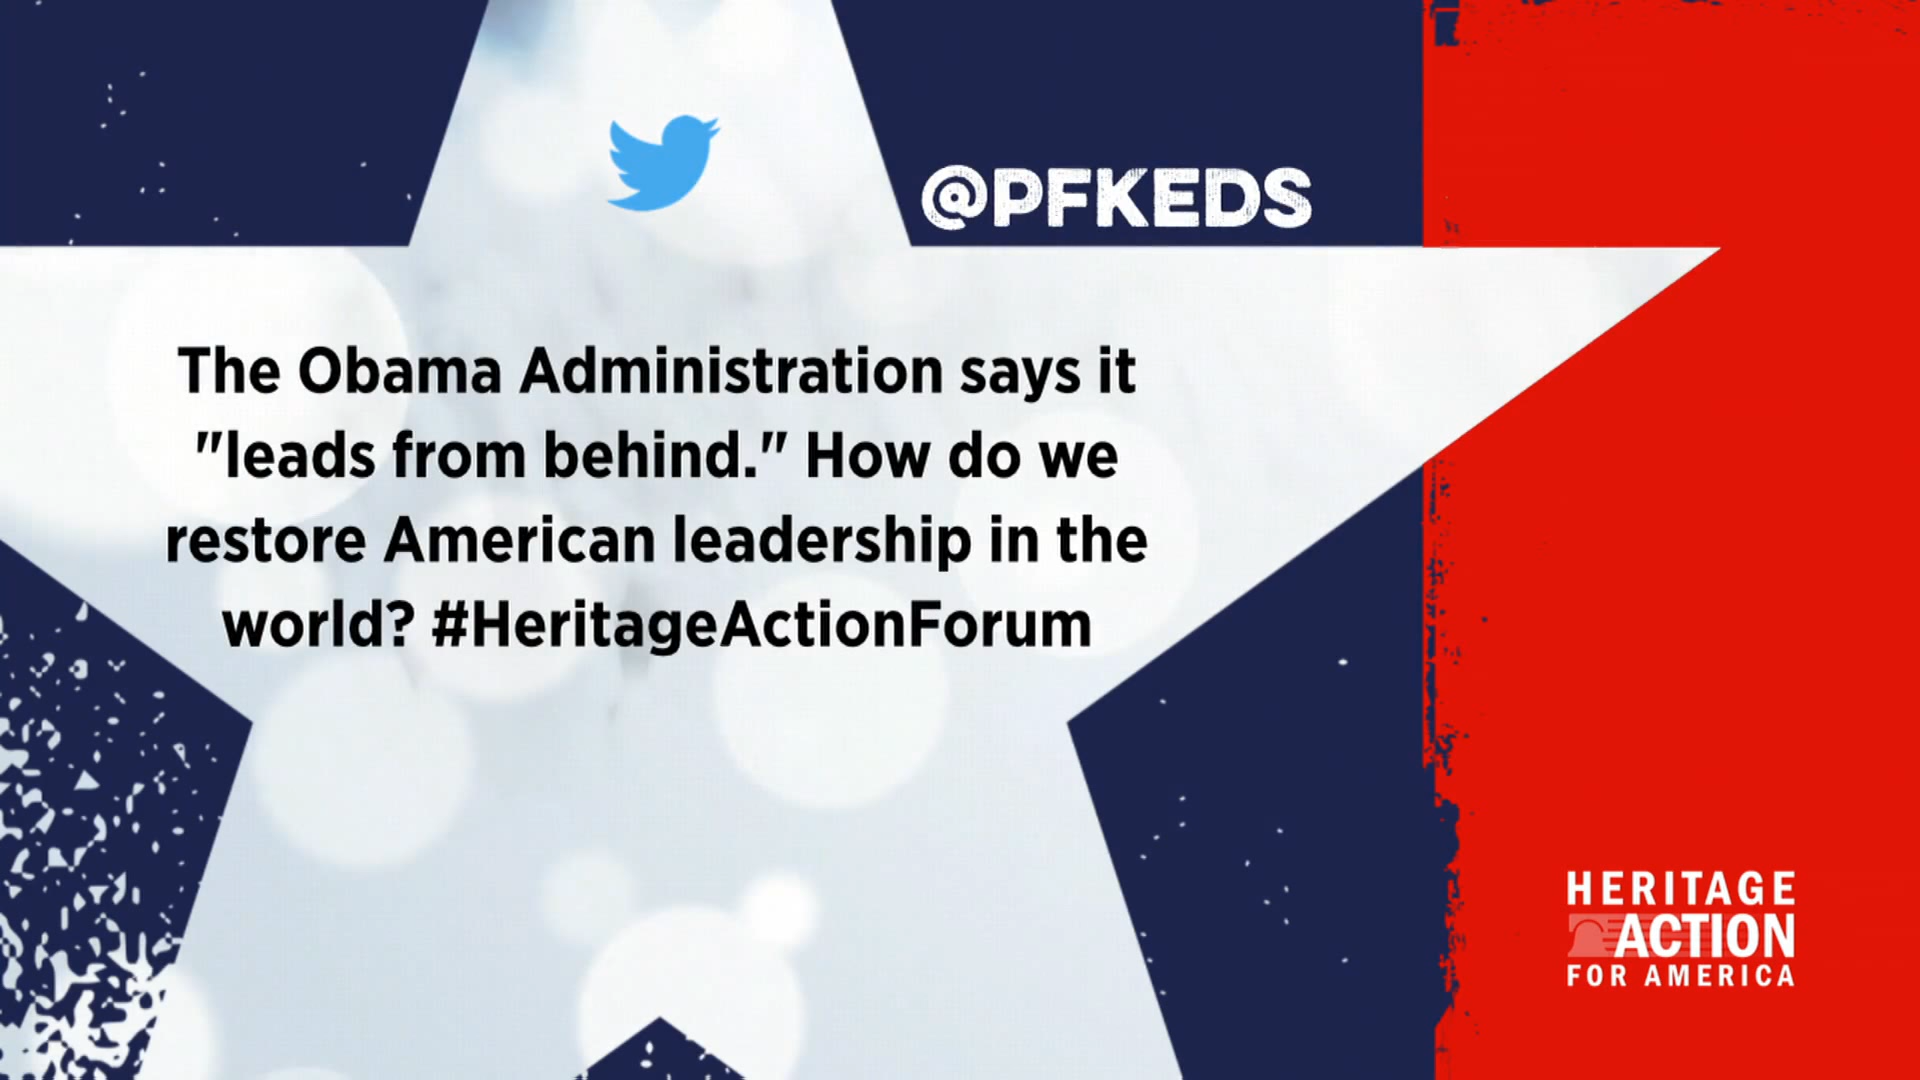 @PFKEDS
The Obama Administration says it
"leads from behind." How do we
restore American leadership in the
world? #HeritageActionForum
HERITAGE
ACTION
FOR AMERICA